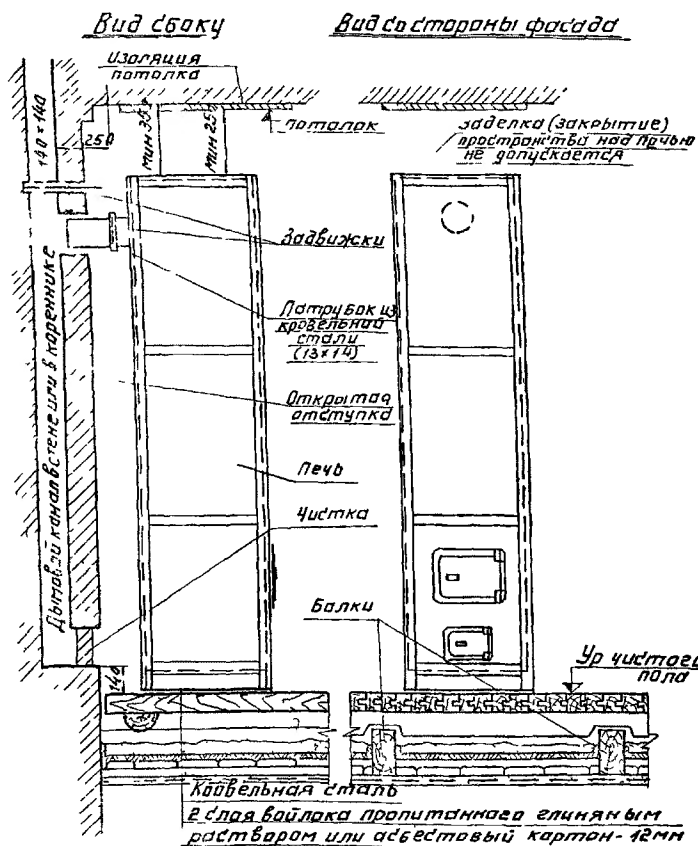 Вид сбоку
Вид со стороны фасада
Изоляция
потолка
140×140
250
мин 35
мин 25
потолок
заделка (закрытие)
пространства над печью
не допускается
Задвижки
Патрубок из
кровельной
стали
(13×14)
Дымовой канал в стене или в кореннике
Открытая
отступка
Печь
Чистка
Балки
Ур чистого
пола
140
Кровельная сталь
2 слоя войлока пропитанного глиняным
раствором или асбестовый картон-12мм